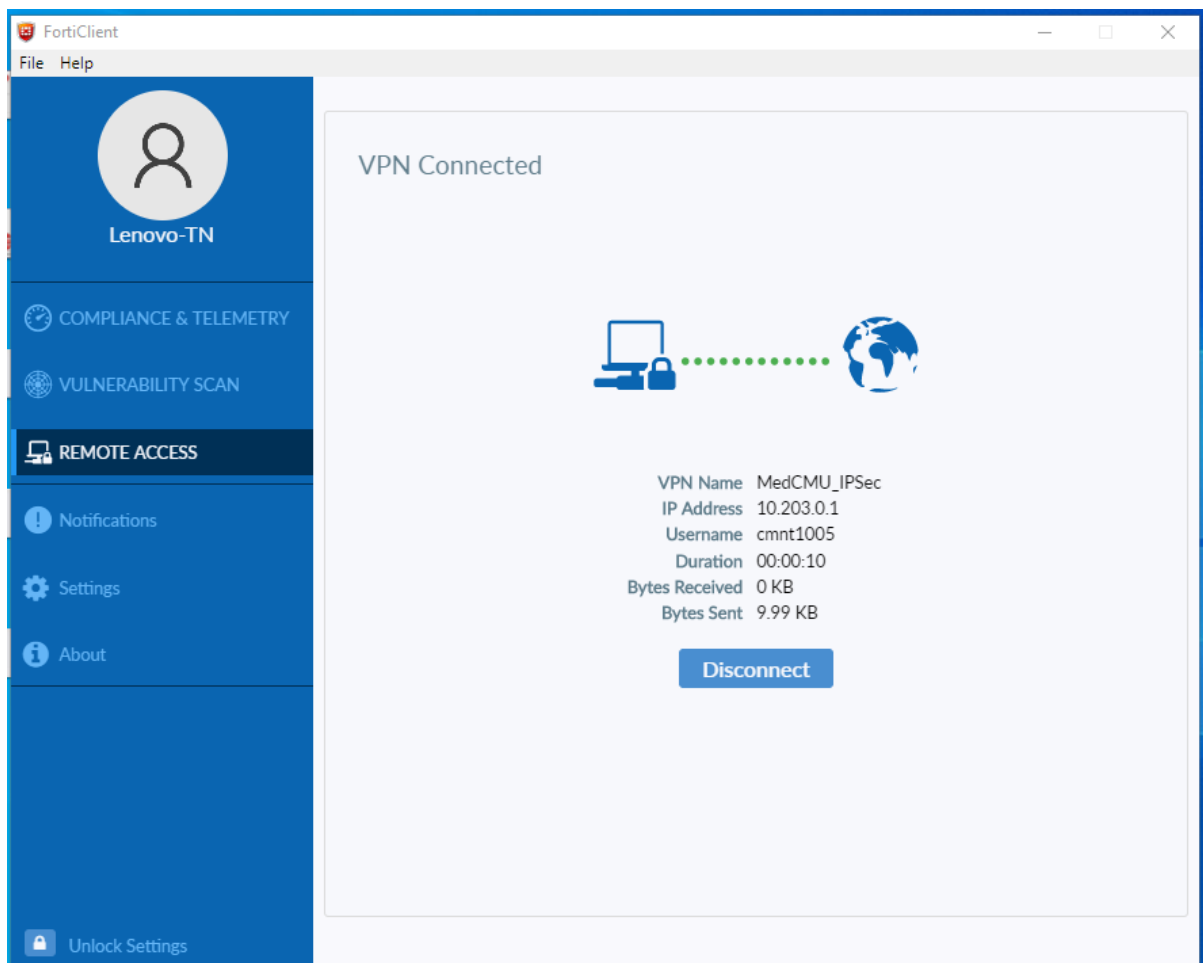 FortiClient
File Help
Lenovo-TN
COMPLIANCE & TELEMETRY
VULNERABILITY SCAN
REMOTE ACCESS
Notifications
Settings
About
Unlock Settings
VPN Connected
VPN Name MedCMU_IPSec
IP Address 10.203.0.1
Username cmnt1005
Duration 00:00:10
Bytes Received 0 KB
Bytes Sent 9.99 KB
Disconnect